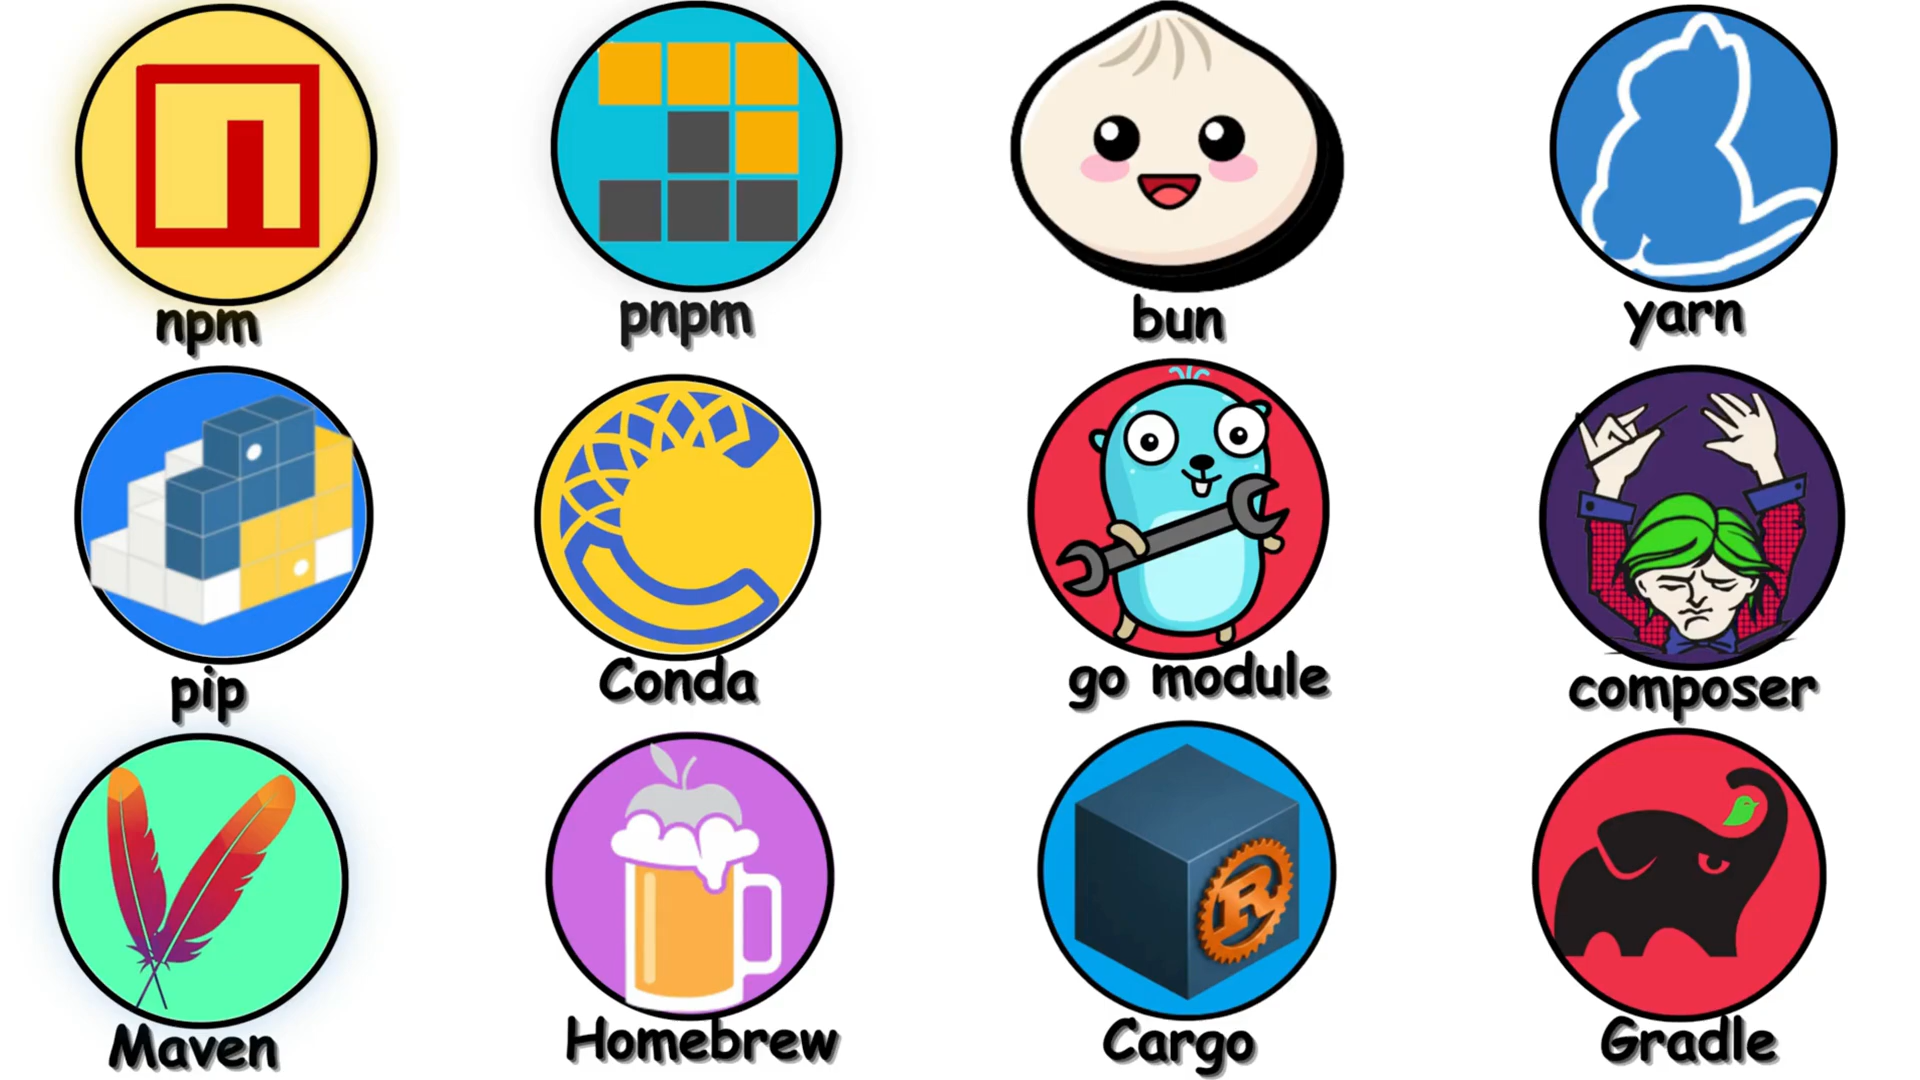 npm
pnpm
bun
yarn
pip
Conda
go module
composer
R
Maven
Homebrew
Cargo
Gradle